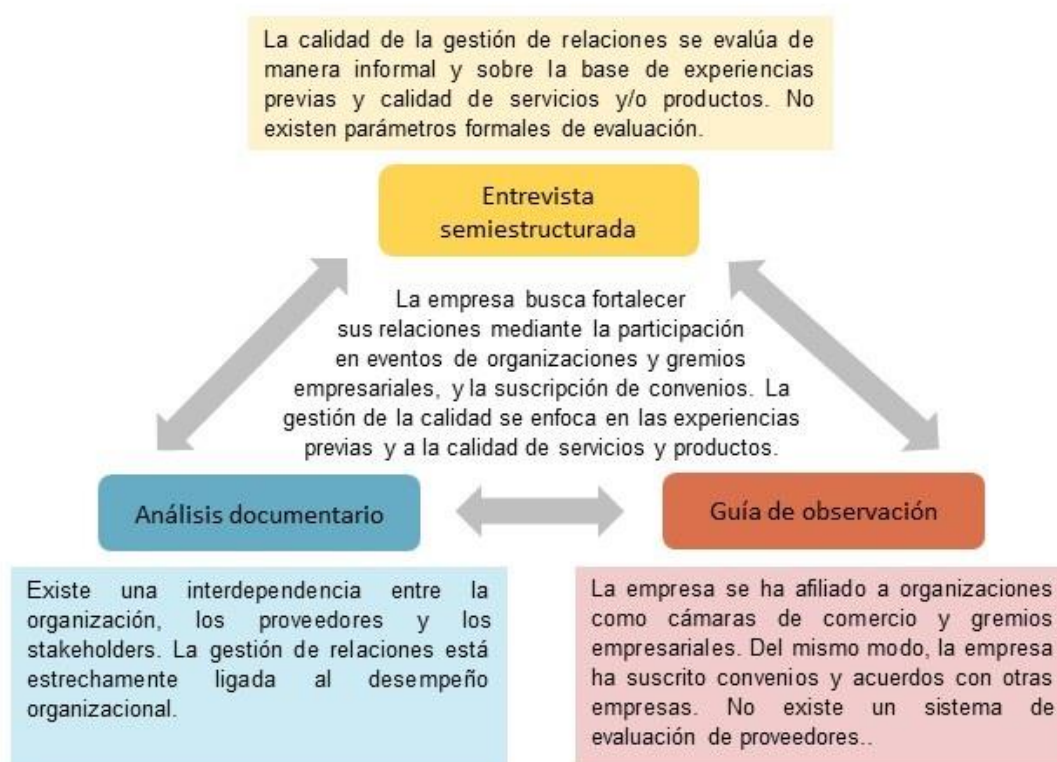 La calidad de la gestión de relaciones se evalúa de
manera informal y sobre la base de experiencias
previas y calidad de servicios y/o productos. No
existen parámetros formales de evaluación.
Entrevista
semiestructurada
La empresa busca fortalecer
sus relaciones mediante la participación
en eventos de organizaciones y gremios
empresariales, y la suscripción de convenios. La
gestión de la calidad se enfoca en las experiencias
previas y a la calidad de servicios y productos.
Análisis documentario
Guía de observación
Existe una interdependencia entre la
organización, los proveedores y los
stakeholders. La gestión de relaciones está
estrechamente ligada al desempeño
organizacional.
La empresa se ha afiliado a organizaciones
como cámaras de comercio y gremios
empresariales. Del mismo modo, la empresa
ha suscrito convenios y acuerdos con otras
empresas. No existe un sistema de
evaluación de proveedores..